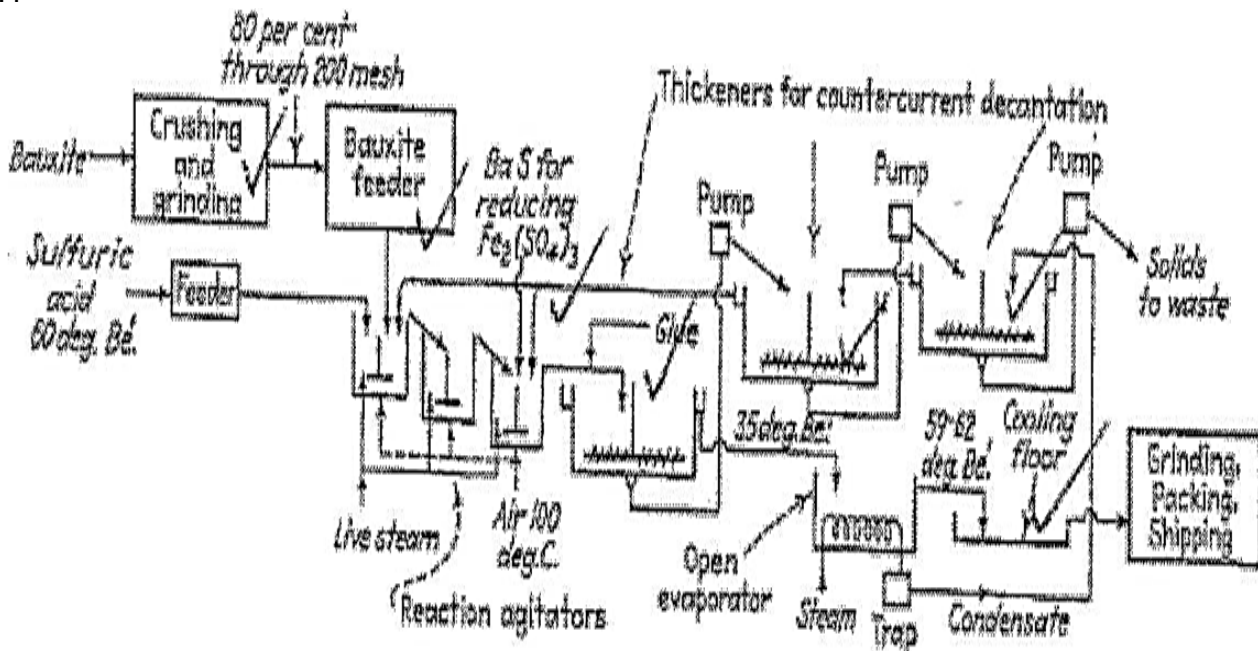 80 per cent
through 200 mesh
Bauxite
Crushing
and
grinding
Bauxite
feeder
Ba S for
reducing
Fe2(SO4)3
Thickeners for countercurrent decantation
Pump
Pump
Pump
Solids
to waste
Sulfuric
acid
60 deg. Bé.
Feeder
Glue
35 deg. Bé.
59-62
deg. Bé.
Cooling
floor
Grinding,
Packing,
Shipping
Live steam
Air 100
deg. C.
Reaction agitators
Open
evaporator
Steam
Trap
Condensate